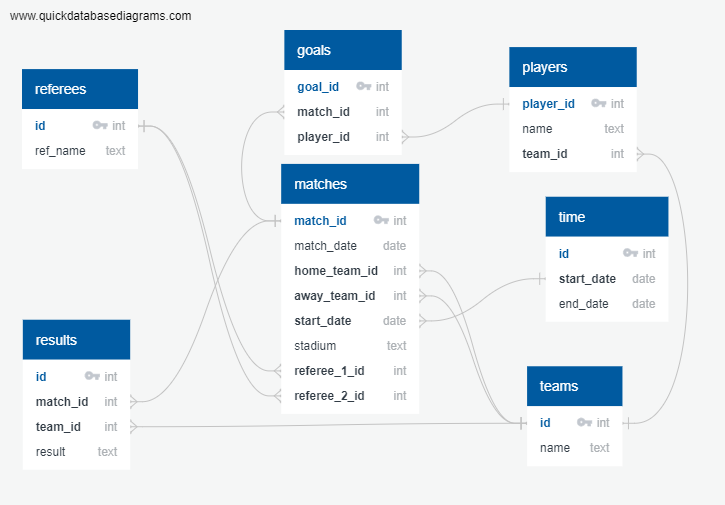 www.quickdatabasediagrams.com
goals
goal_id int
match_id int
player_id int
players
player_id int
name text
team_id int
referees
id int
ref_name text
matches
match_id int
match_date date
home_team_id int
away_team_id int
start_date date
stadium text
referee_1_id int
referee_2_id int
time
id int
start_date date
end_date date
results
id int
match_id int
team_id int
result text
teams
id int
name text